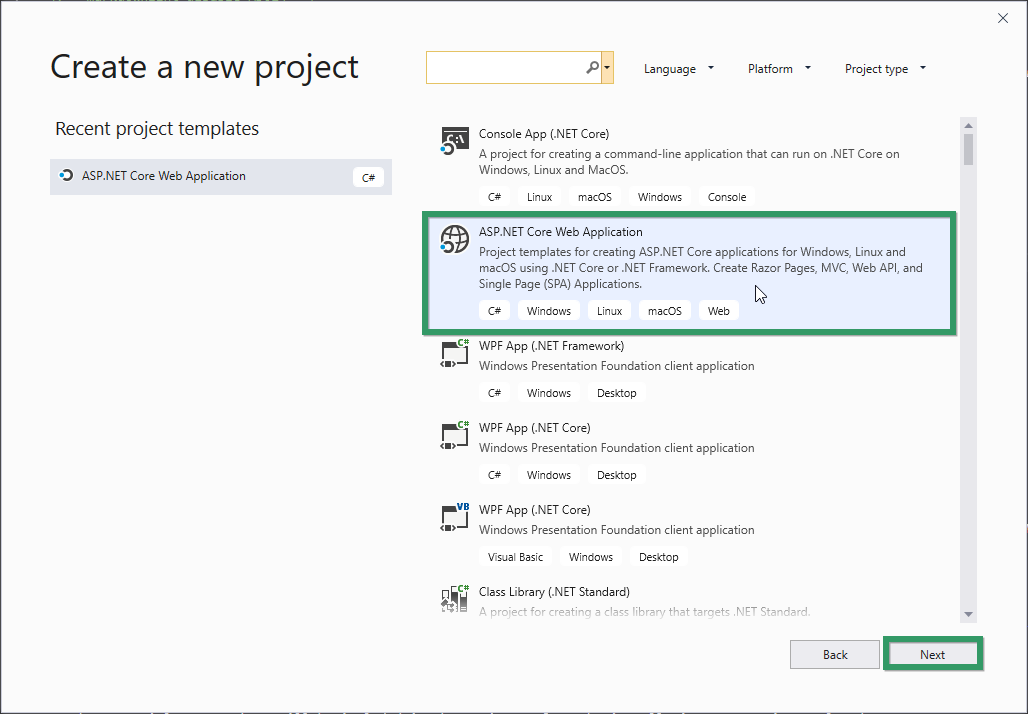 Create a new project
Language
Platform
Project type
Recent project templates
ASP.NET Core Web Application
C#
Console App (.NET Core)
A project for creating a command-line application that can run on .NET Core on
Windows, Linux and MacOS.
C# Linux macOS Windows Console
ASP.NET Core Web Application
Project templates for creating ASP.NET Core applications for Windows, Linux and
macOS using .NET Core or .NET Framework. Create Razor Pages, MVC, Web API, and
Single Page (SPA) Applications.
C# Windows Linux macOS Web
C#
WPF App (.NET Framework)
Windows Presentation Foundation client application
C# Windows Desktop
C#
WPF App (.NET Core)
Windows Presentation Foundation client application
C# Windows Desktop
VB
WPF App (.NET Core)
Windows Presentation Foundation client application
Visual Basic Windows Desktop
C#
Class Library (.NET Standard)
A project for creating a class library that targets .NET Standard.
Back
Next